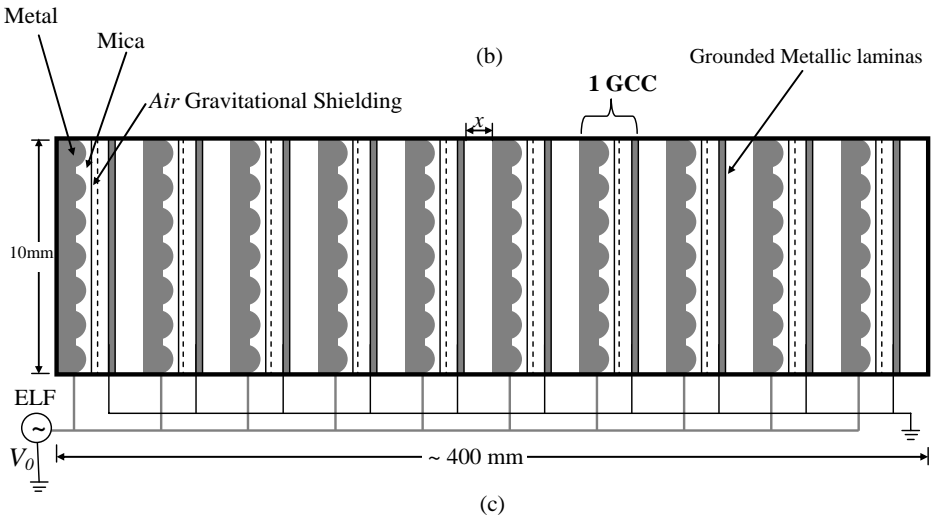 Metal
Mica
(b)
Grounded Metallic laminas
1 GCC
Air Gravitational Shielding
x
10mm
ELF
~
V0
~ 400 mm
(c)